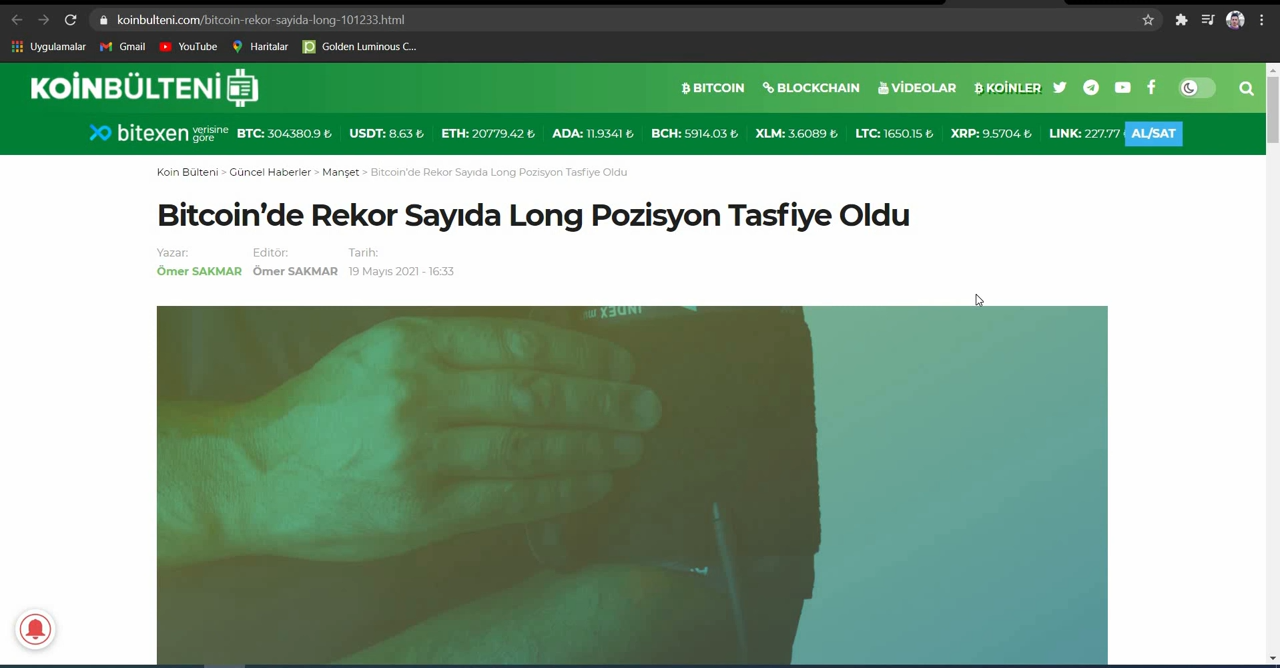 koinbulteni.com/bitcoin-rekor-sayida-long-101233.html
Uygulamalar Gmail YouTube Haritalar Golden Luminous C...
KOİNBÜLTENİ BITCOIN BLOCKCHAIN VİDEOLAR KOİNLER
bitexen verisine göre BTC: 304380.9 ₺ USDT: 8.63 ₺ ETH: 20779.42 ₺ ADA: 11.9341 ₺ BCH: 5914.03 ₺ XLM: 3.6089 ₺ LTC: 1650.15 ₺ XRP: 9.5704 ₺ LINK: 227.77 AL/SAT
Koin Bülteni > Güncel Haberler > Manşet > Bitcoin'de Rekor Sayıda Long Pozisyon Tasfiye Oldu
Bitcoin’de Rekor Sayıda Long Pozisyon Tasfiye Oldu
Yazar: Editör: Tarih:
Ömer SAKMAR Ömer SAKMAR 19 Mayıs 2021 - 16:33
INDEX